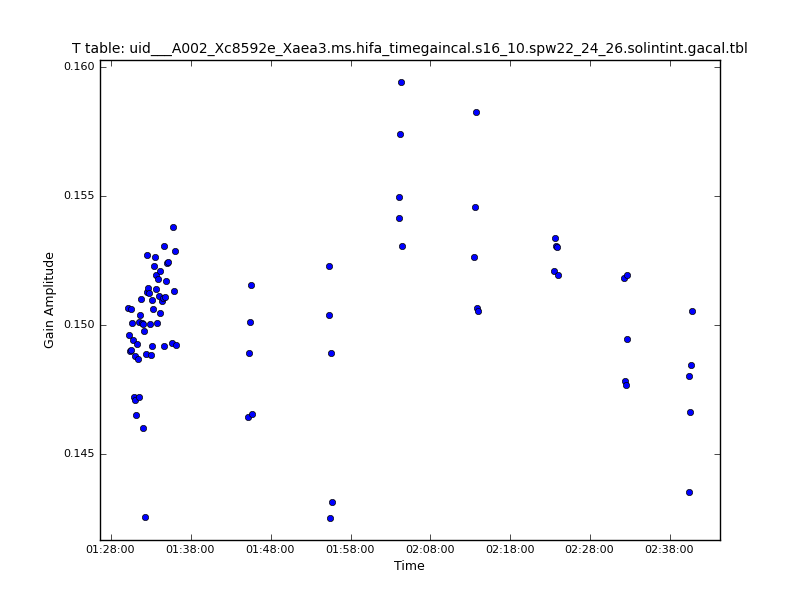 T table: uid___A002_Xc8592e_Xaea3.ms.hifa_timegaincal.s16_10.spw22_24_26.solintint.gacal.tbl
0.160
0.155
0.150
0.145
Gain Amplitude
01:28:00 01:38:00 01:48:00 01:58:00 02:08:00 02:18:00 02:28:00 02:38:00
Time